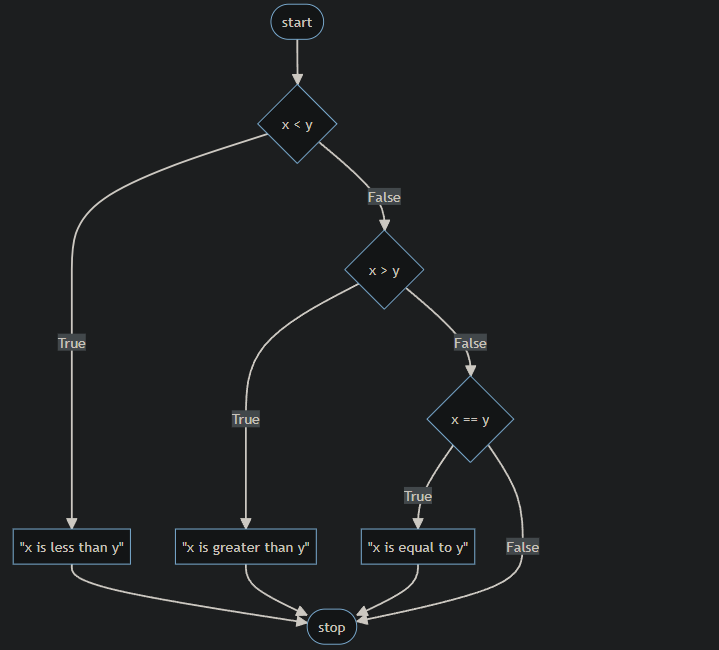 start
x < y
False
x > y
True
False
True
x == y
True
"x is less than y"
"x is greater than y"
"x is equal to y"
False
stop